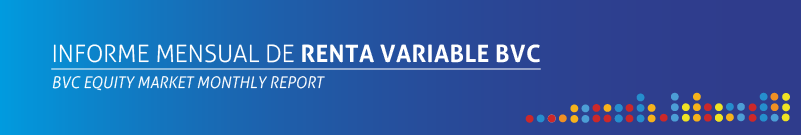 INFORME MENSUAL DE RENTA VARIABLE BVC
BVC EQUITY MARKET MONTHLY REPORT